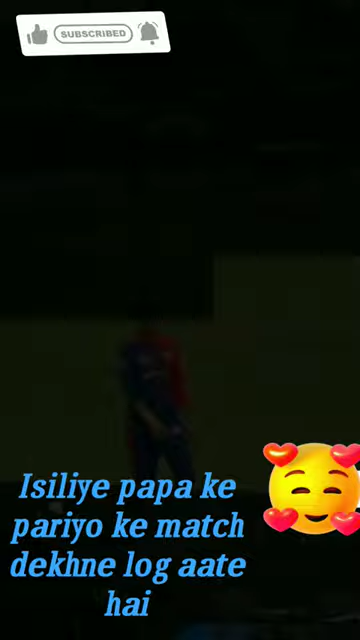 SUBSCRIBED
Isiliye papa ke
pariyo ke match
dekhne log aate
hai